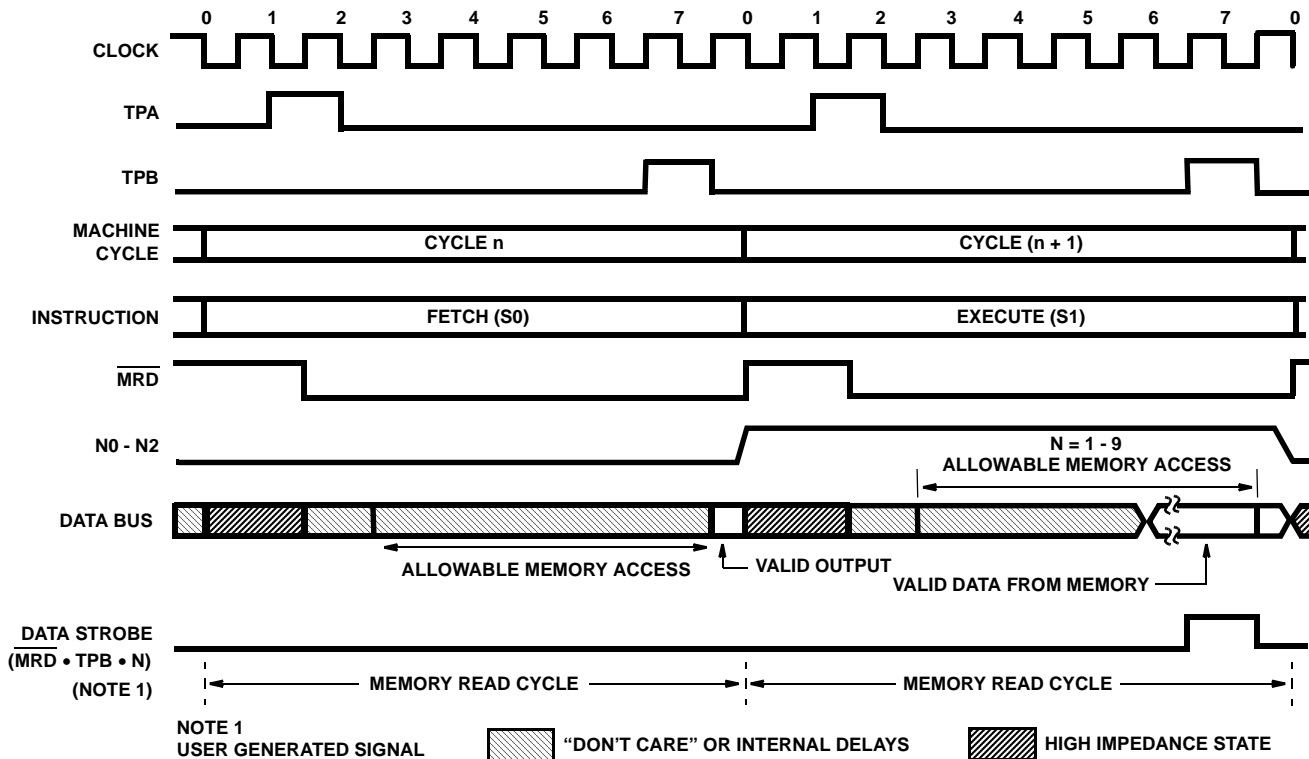 0 1 2 3 4 5 6 7 0 1 2 3 4 5 6 7 0
CLOCK
TPA
TPB
MACHINE
CYCLE
CYCLE n
CYCLE (n + 1)
INSTRUCTION
FETCH (S0)
EXECUTE (S1)
MRD
N0 - N2
N = 1 - 9
ALLOWABLE MEMORY ACCESS
DATA BUS
ALLOWABLE MEMORY ACCESS
VALID OUTPUT
VALID DATA FROM MEMORY
DATA STROBE
(MRD • TPB • N)
(NOTE 1)
MEMORY READ CYCLE
MEMORY READ CYCLE
NOTE 1
USER GENERATED SIGNAL
“DON'T CARE” OR INTERNAL DELAYS
HIGH IMPEDANCE STATE